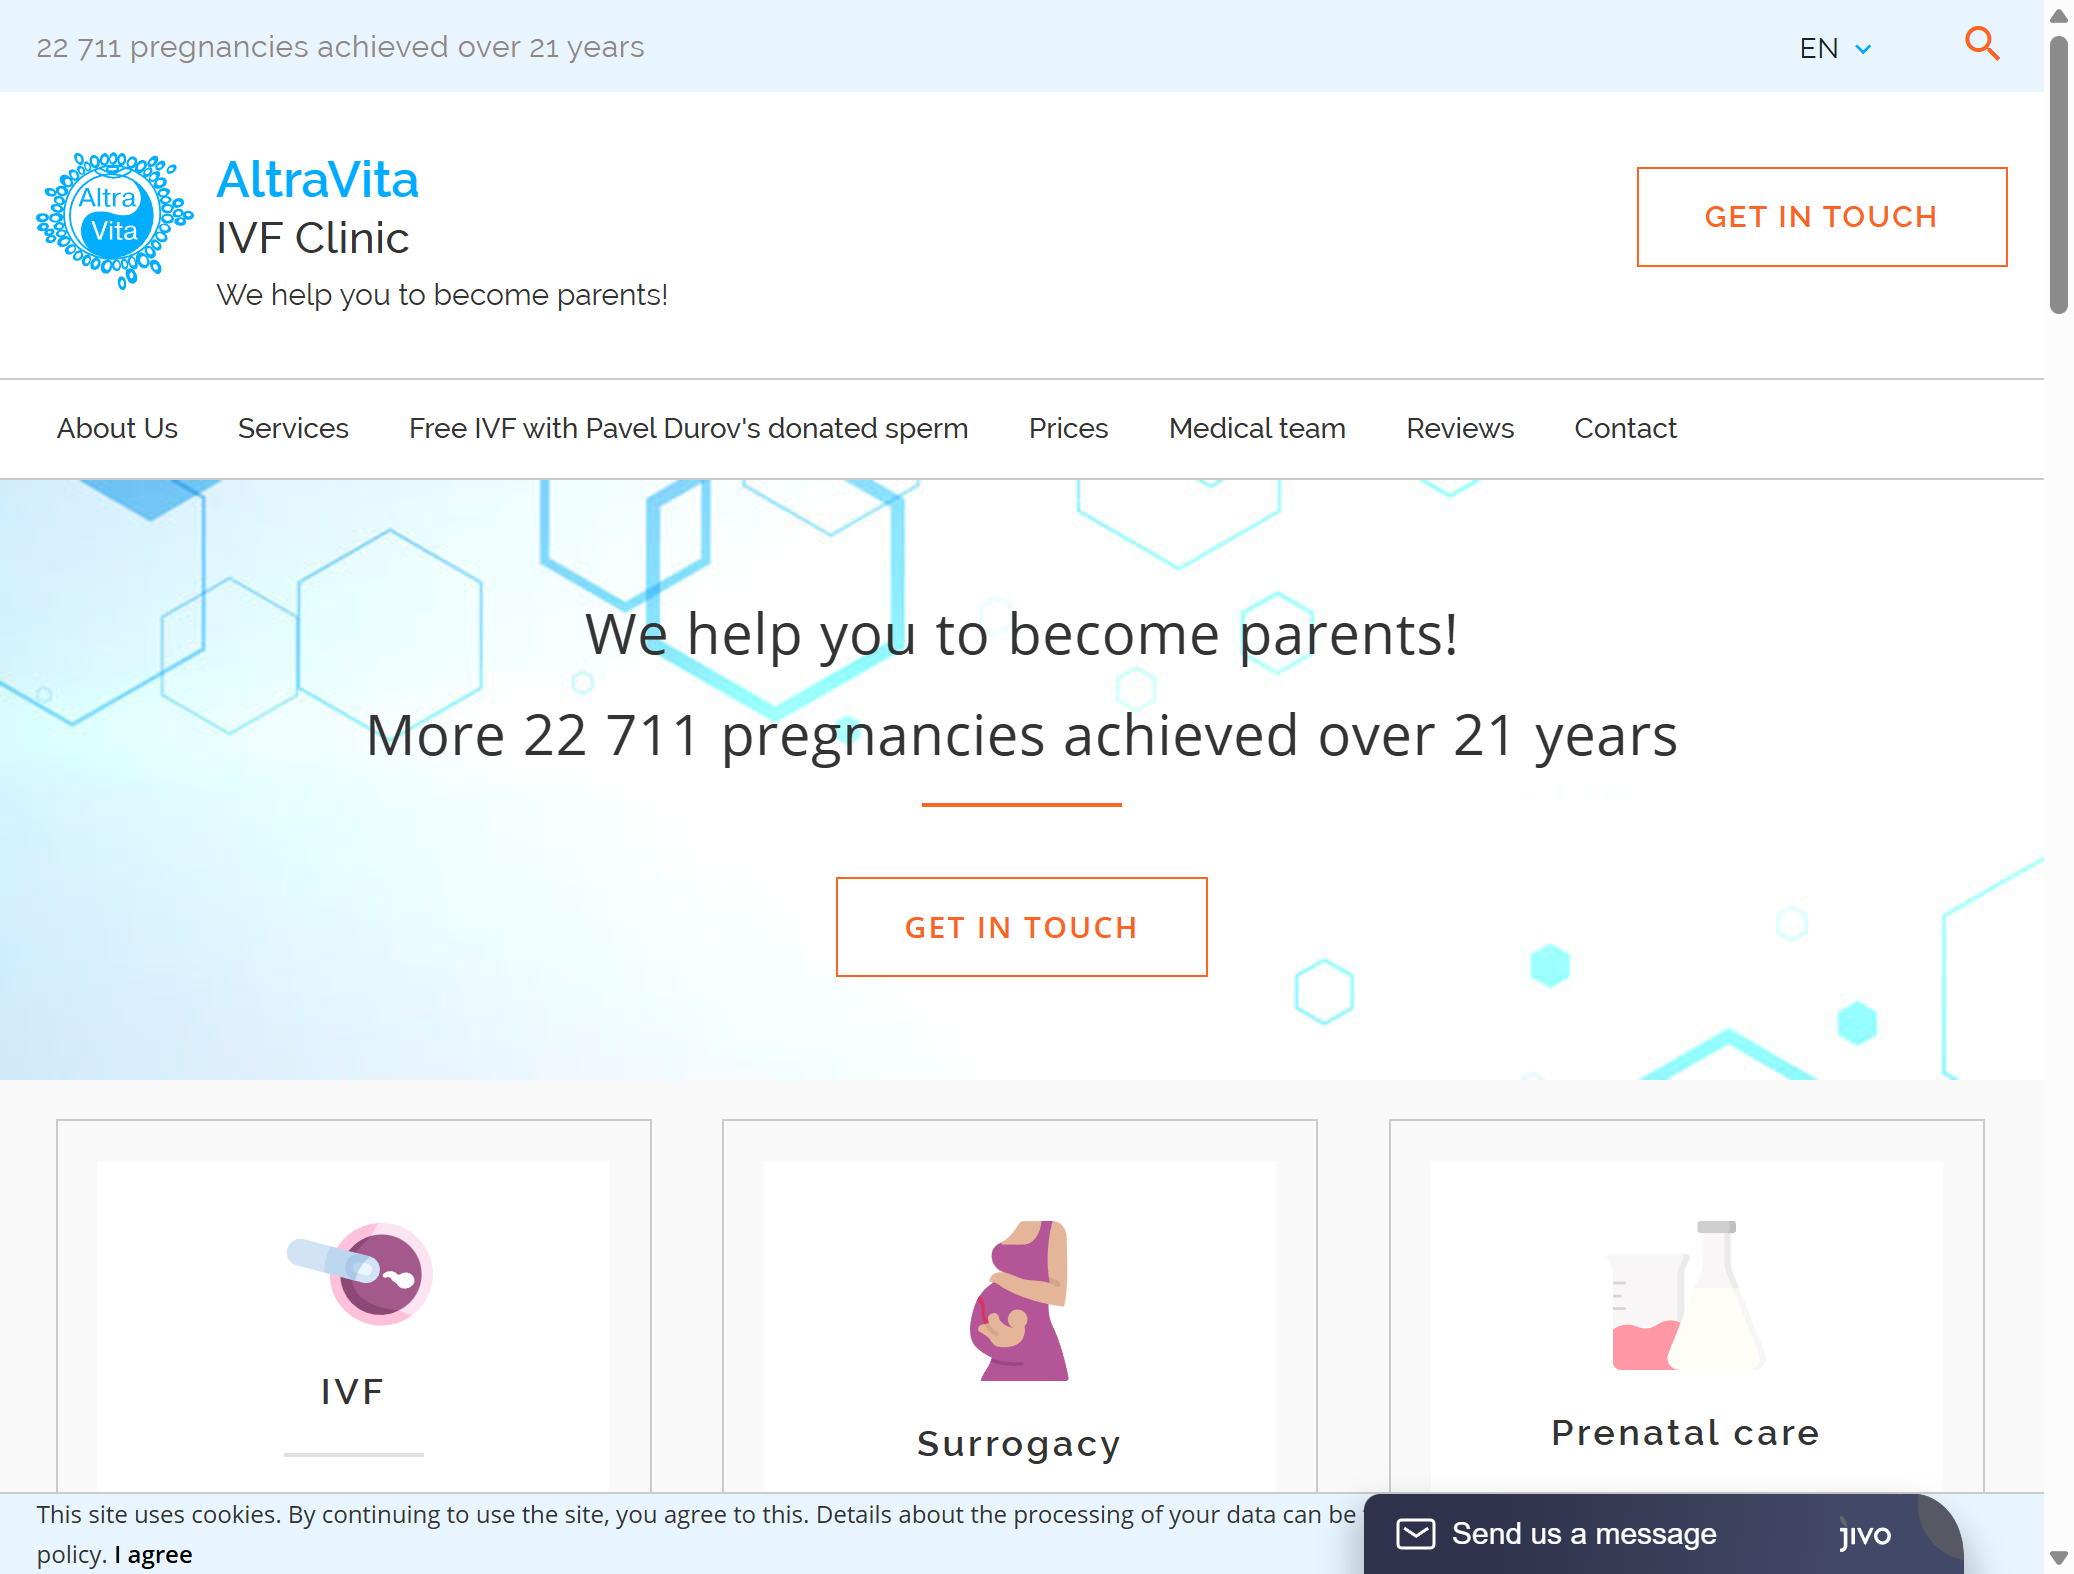 22 711 pregnancies achieved over 21 years
EN
Altra
Vita
AltraVita
IVF Clinic
We help you to become parents!
GET IN TOUCH
About Us
Services
Free IVF with Pavel Durov's donated sperm
Prices
Medical team
Reviews
Contact
We help you to become parents!
More 22 711 pregnancies achieved over 21 years
GET IN TOUCH
IVF
Surrogacy
Prenatal care
This site uses cookies. By continuing to use the site, you agree to this. Details about the processing of your data can be
policy. I agree
Send us a message
jivo